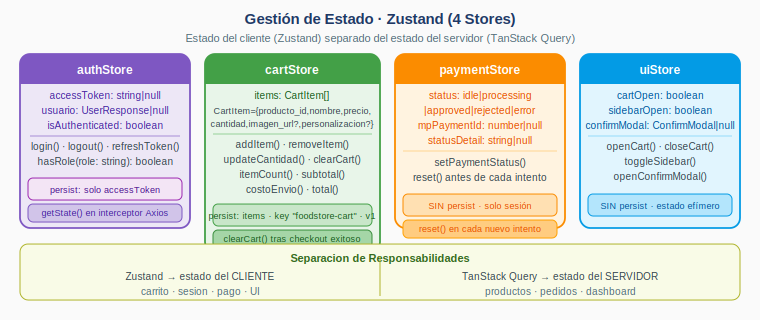 Gestión de Estado · Zustand (4 Stores)
Estado del cliente (Zustand) separado del estado del servidor (TanStack Query)
authStore
accessToken: string|null
usuario: UserResponse|null
isAuthenticated: boolean
login() · logout() · refreshToken()
hasRole(role: string): boolean
persist: solo accessToken
getState() en interceptor Axios
cartStore
items: CartItem[]
CartItem={producto_id,nombre,precio,
cantidad,imagen_url?,personalizacion?}
addItem() · removeItem()
updateCantidad() · clearCart()
itemCount() · subtotal()
costoEnvio() · total()
persist: items · key "foodstore-cart" · v1
clearCart() tras checkout exitoso
paymentStore
status: idle|processing
|approved|rejected|error
mpPaymentId: number|null
statusDetail: string|null
setPaymentStatus()
reset() antes de cada intento
SIN persist · solo sesión
reset() en cada nuevo intento
uiStore
cartOpen: boolean
sidebarOpen: boolean
confirmModal: ConfirmModal|null
openCart() · closeCart()
toggleSidebar()
openConfirmModal()
SIN persist · estado efímero
Separacion de Responsabilidades
Zustand → estado del CLIENTE
carrito · sesion · pago · UI
TanStack Query → estado del SERVIDOR
productos · pedidos · dashboard